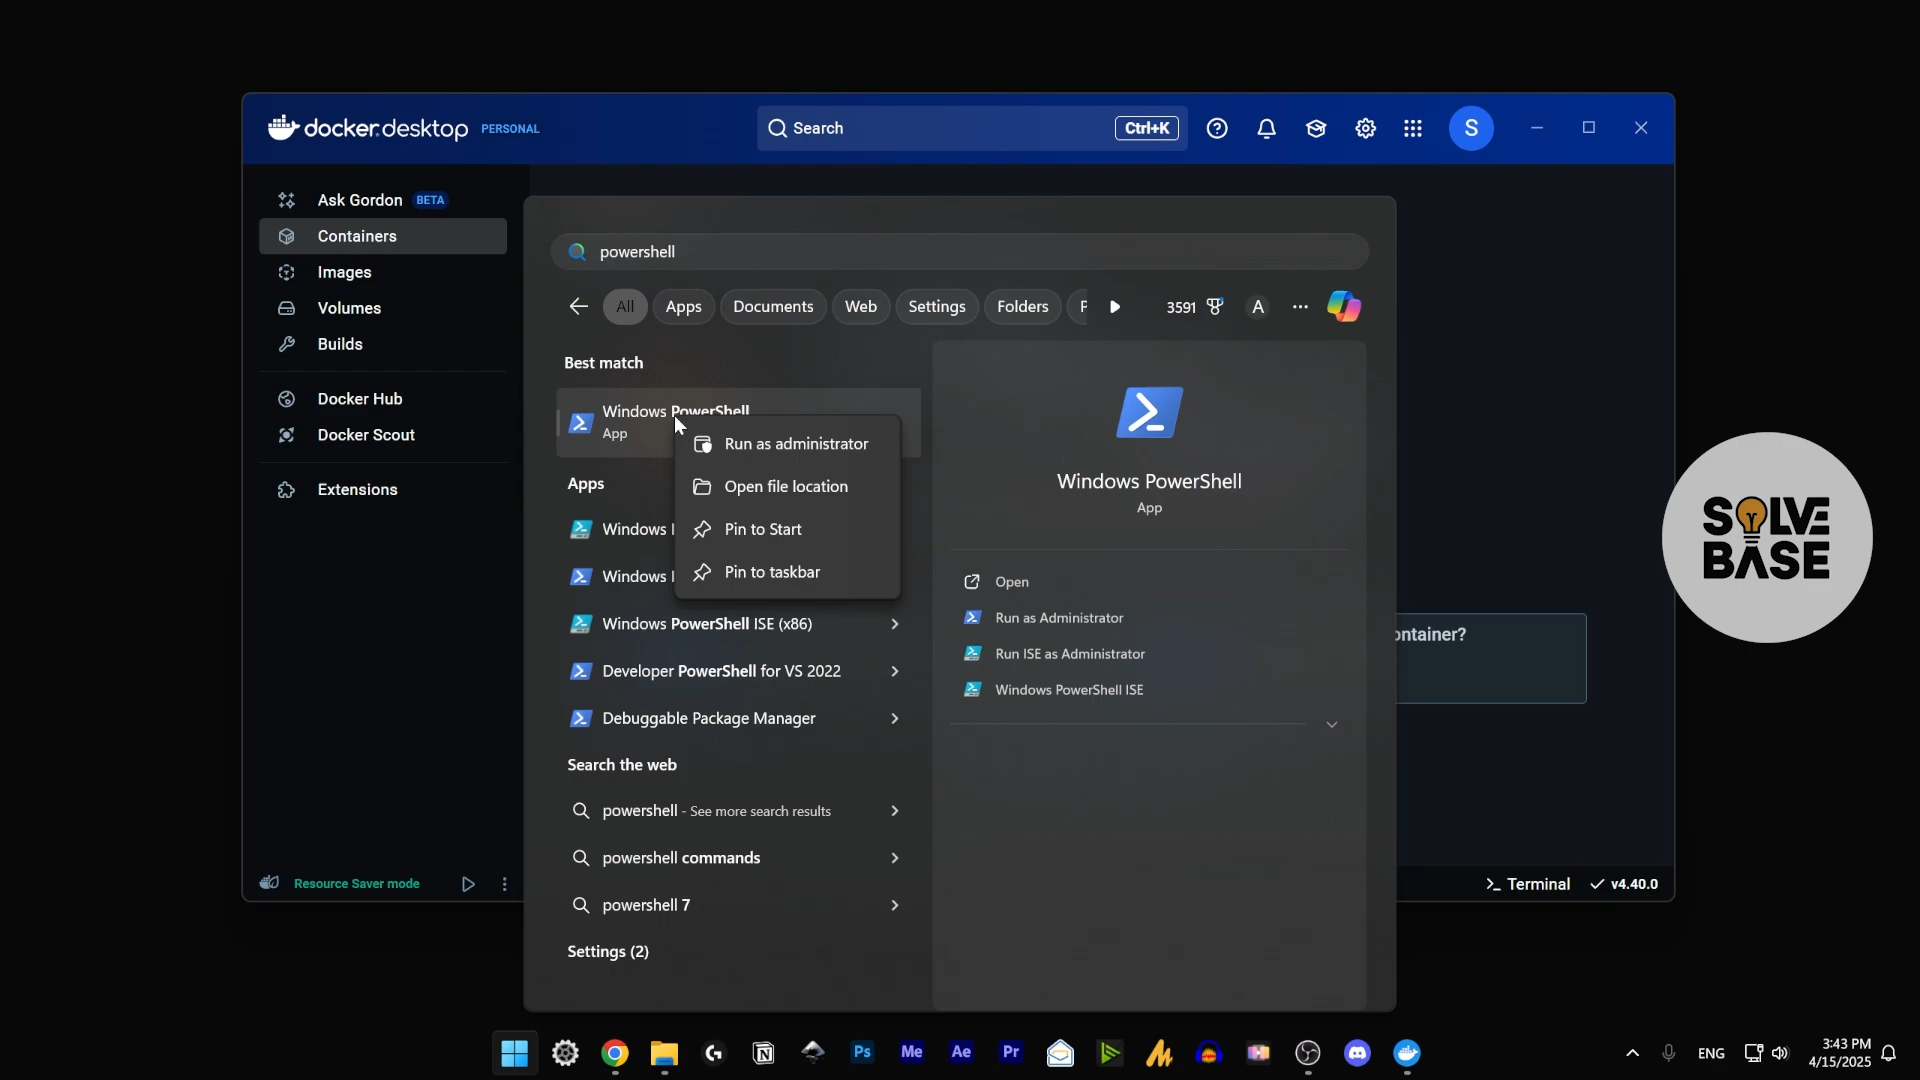 docker.desktop PERSONAL
Search Ctrl+K
S
Ask Gordon BETA
Containers
Images
Volumes
Builds
Docker Hub
Docker Scout
Extensions
Resource Saver mode
powershell
All Apps Documents Web Settings Folders P 3591 A
Best match
Windows PowerShell
App
Run as administrator
Open file location
Pin to Start
Pin to taskbar
Apps
Windows
Windows
Windows PowerShell ISE (x86)
Developer PowerShell for VS 2022
Debuggable Package Manager
Search the web
powershell - See more search results
powershell commands
powershell 7
Settings (2)
Windows PowerShell
App
Open
Run as Administrator
Run ISE as Administrator
Windows PowerShell ISE
ontainer?
Terminal v4.40.0
SOLVE
BASE
Ps Me Ae Pr
ENG
3:43 PM
4/15/2025